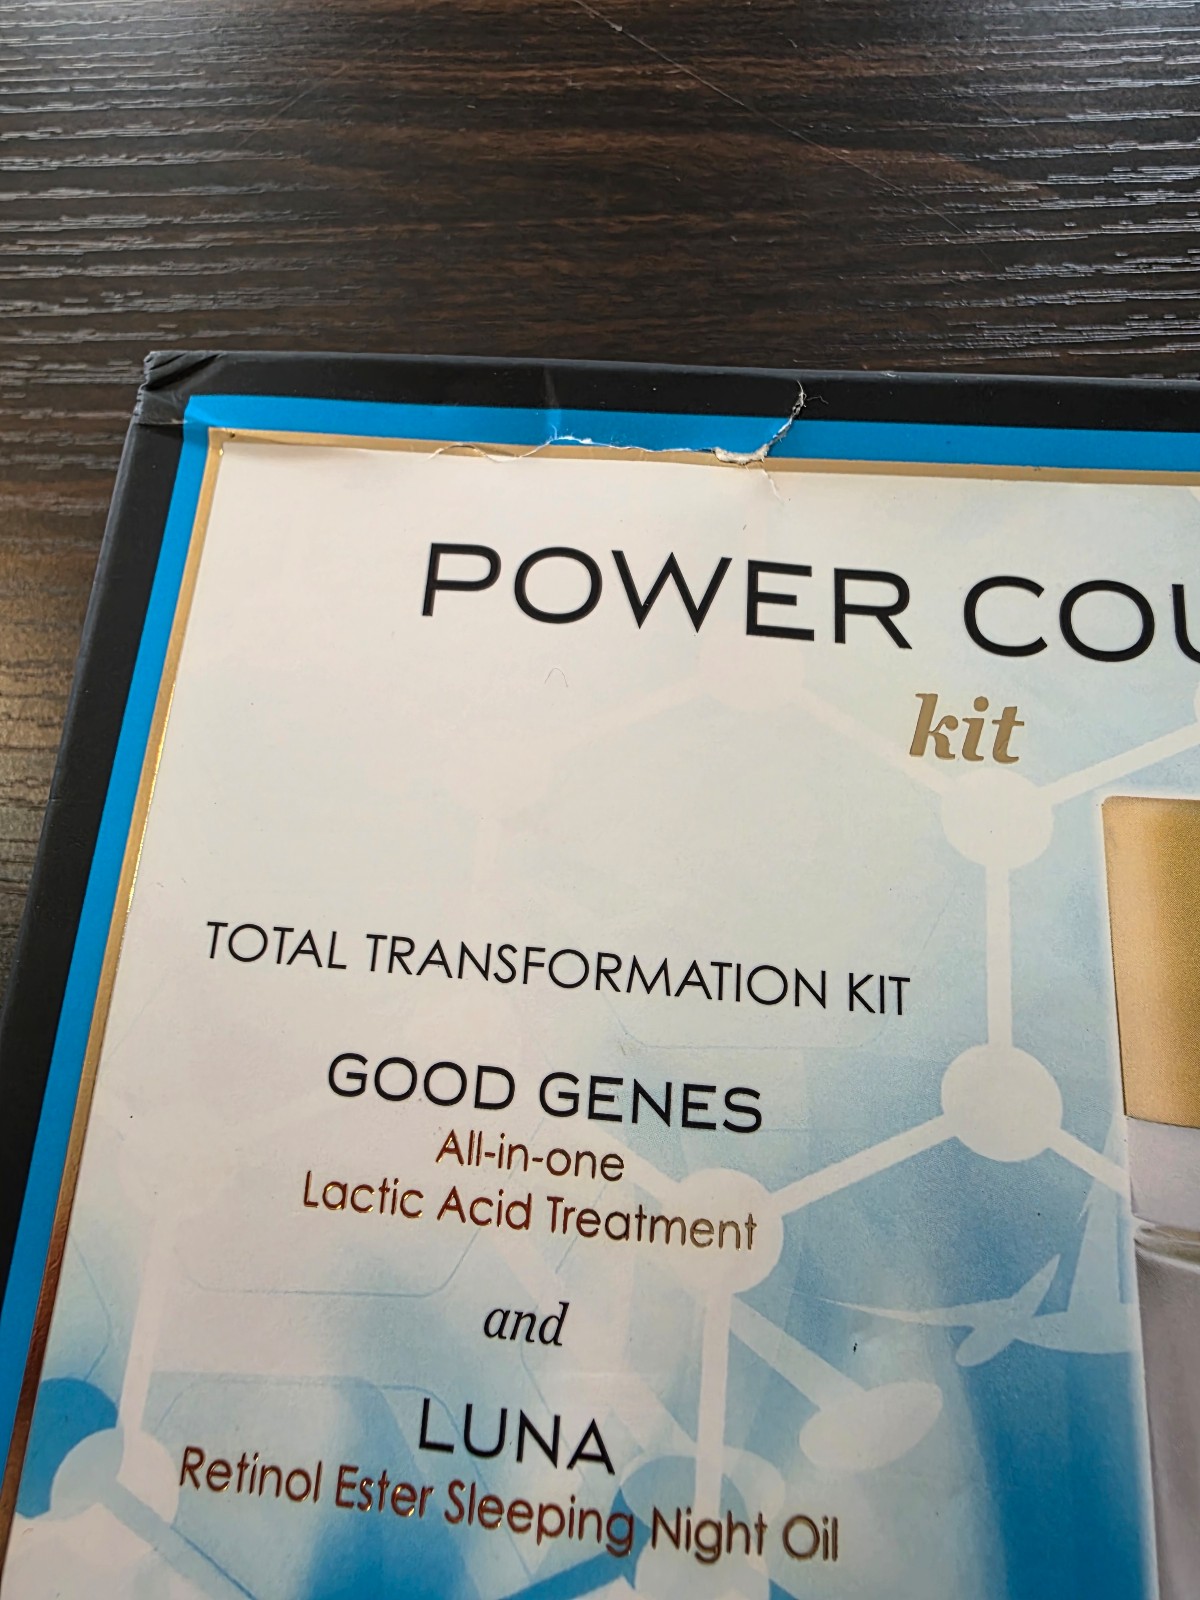 POWER COU
kit
TOTAL TRANSFORMATION KIT
GOOD GENES
All-in-one
Lactic Acid Treatment
and
LUNA
Retinol Ester Sleeping Night Oil